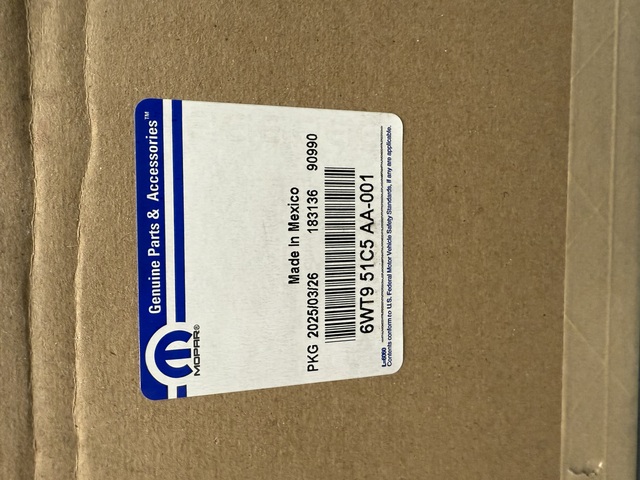 Genuine Parts & Accessories™
MOPAR®
Made In Mexico
PKG 2025/03/26 183136 90990
6WT9 51C5 AA-001
L-6060
Contents conform to U.S. Federal Motor Vehicle Safety Standards, if any are applicable.